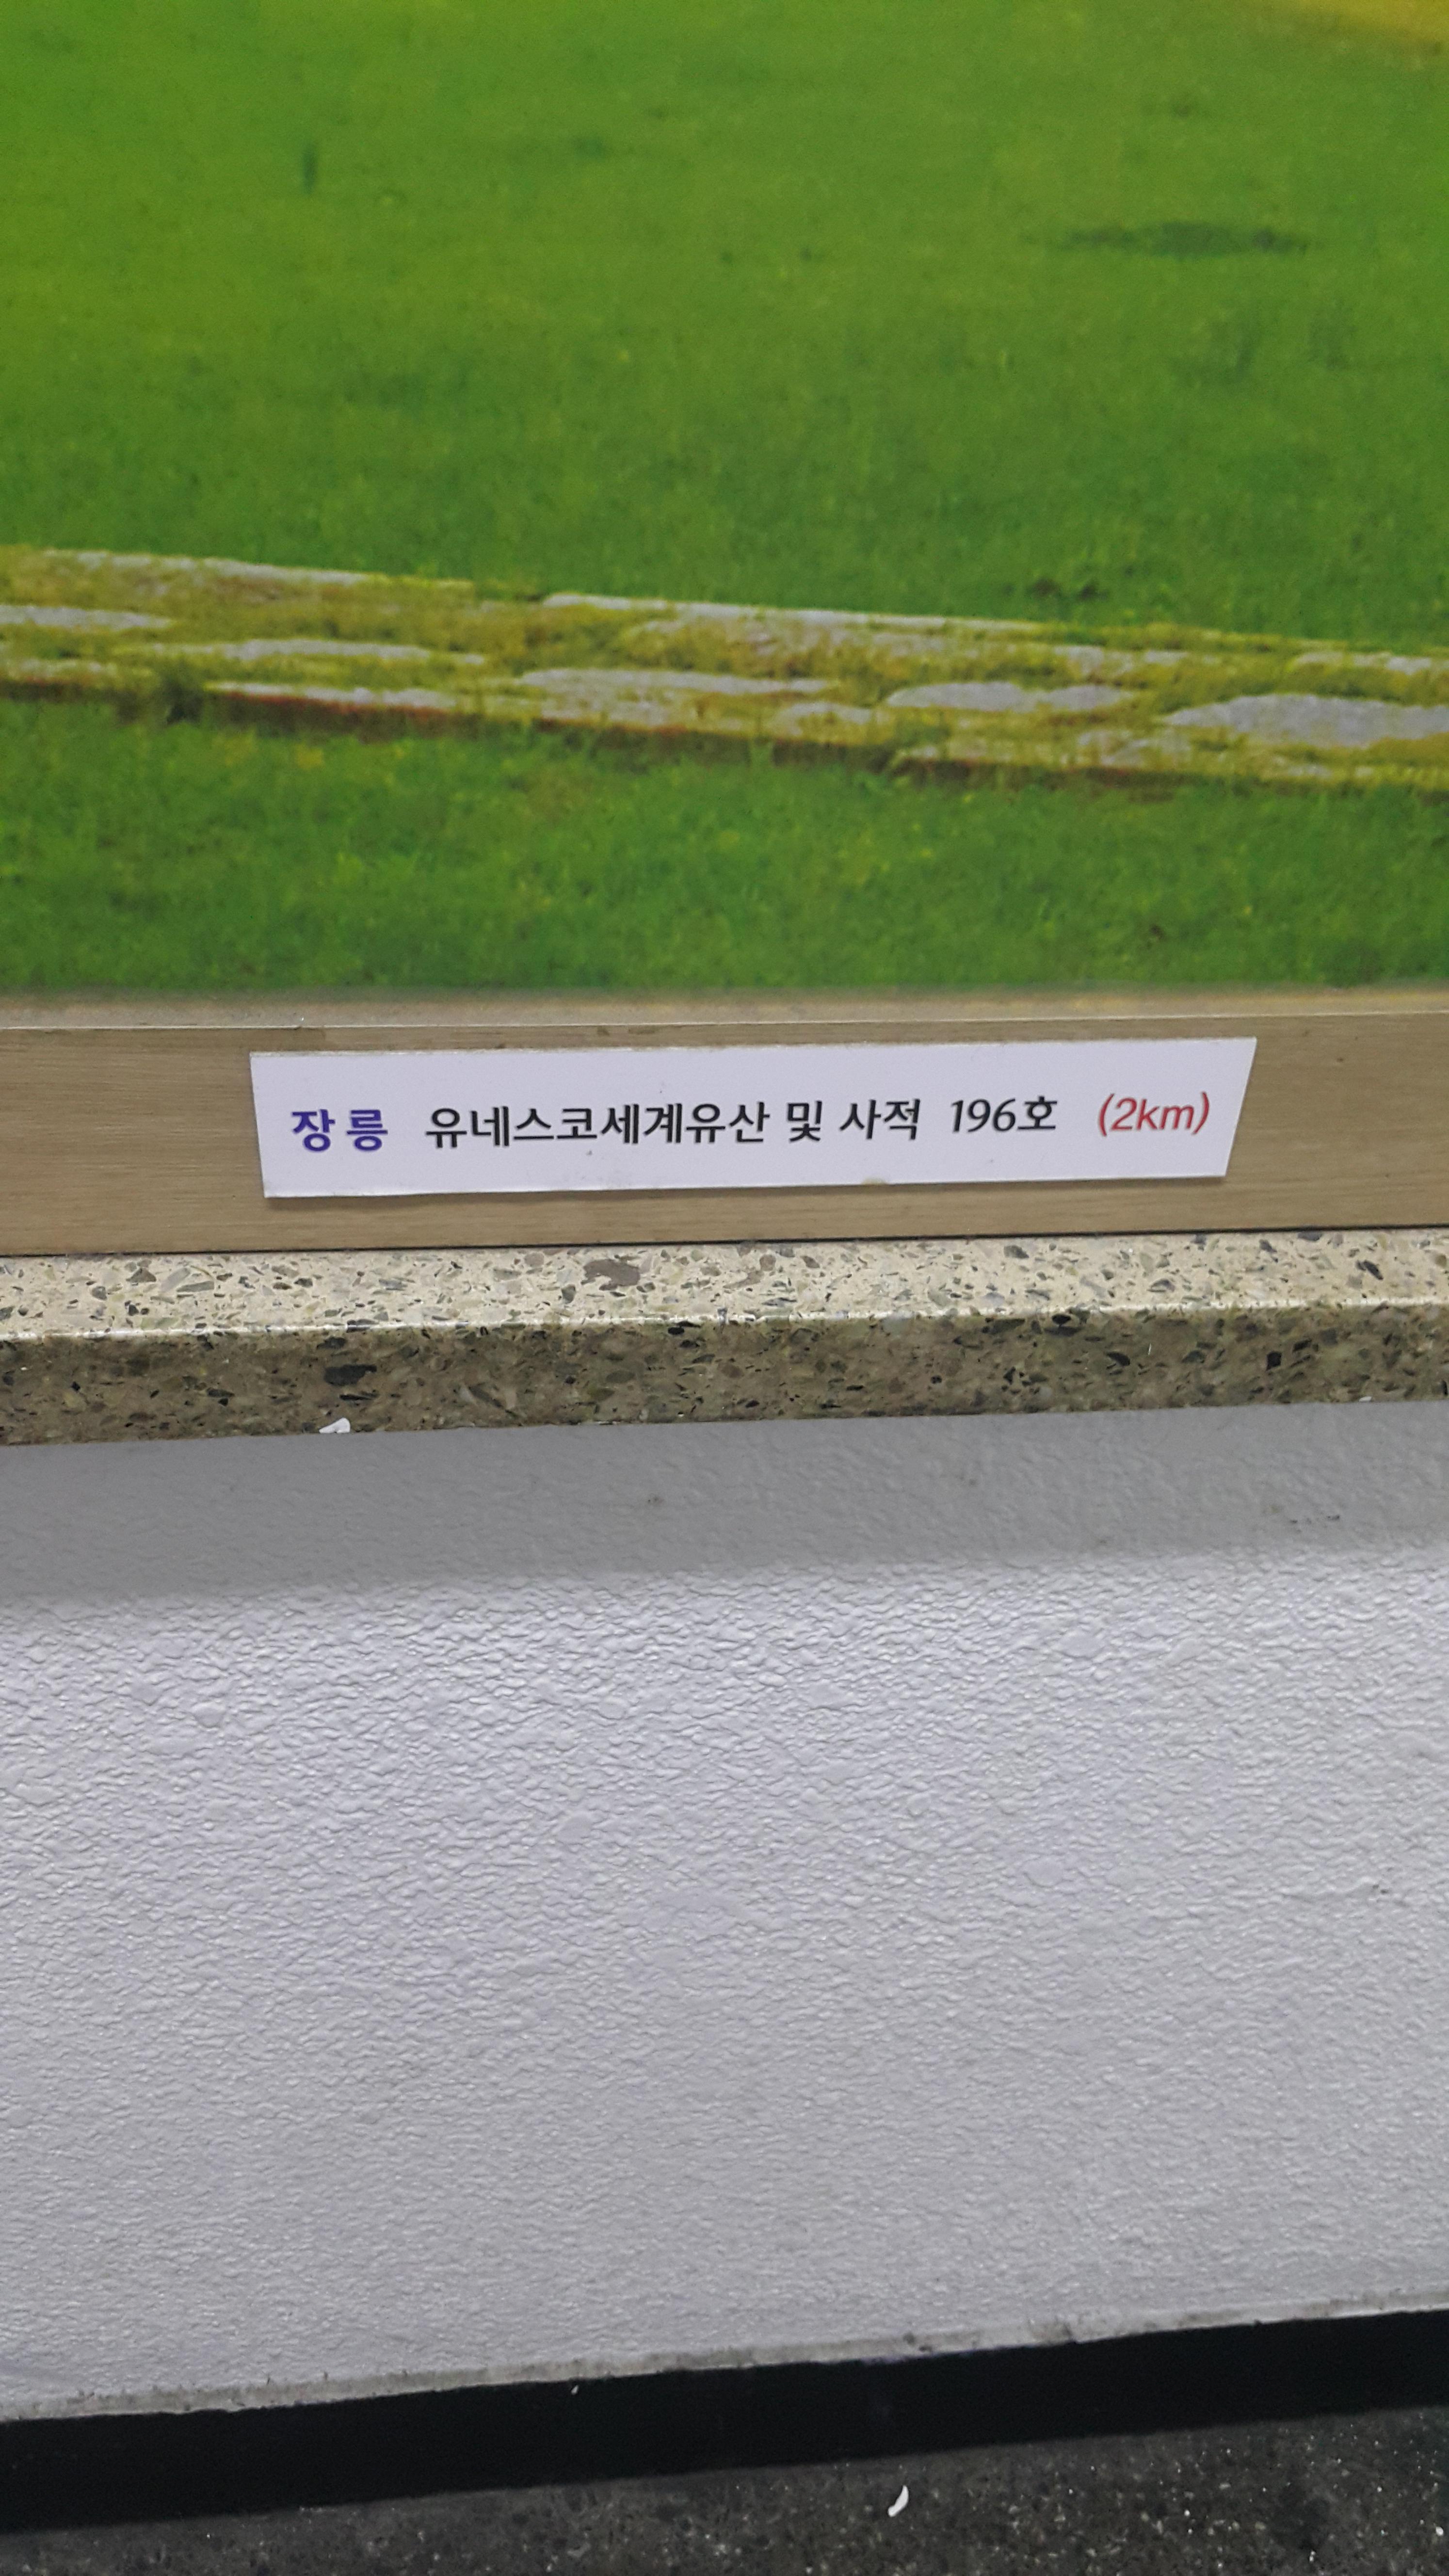 장릉 유네스코세계유산 및 사적 196호 (2km)